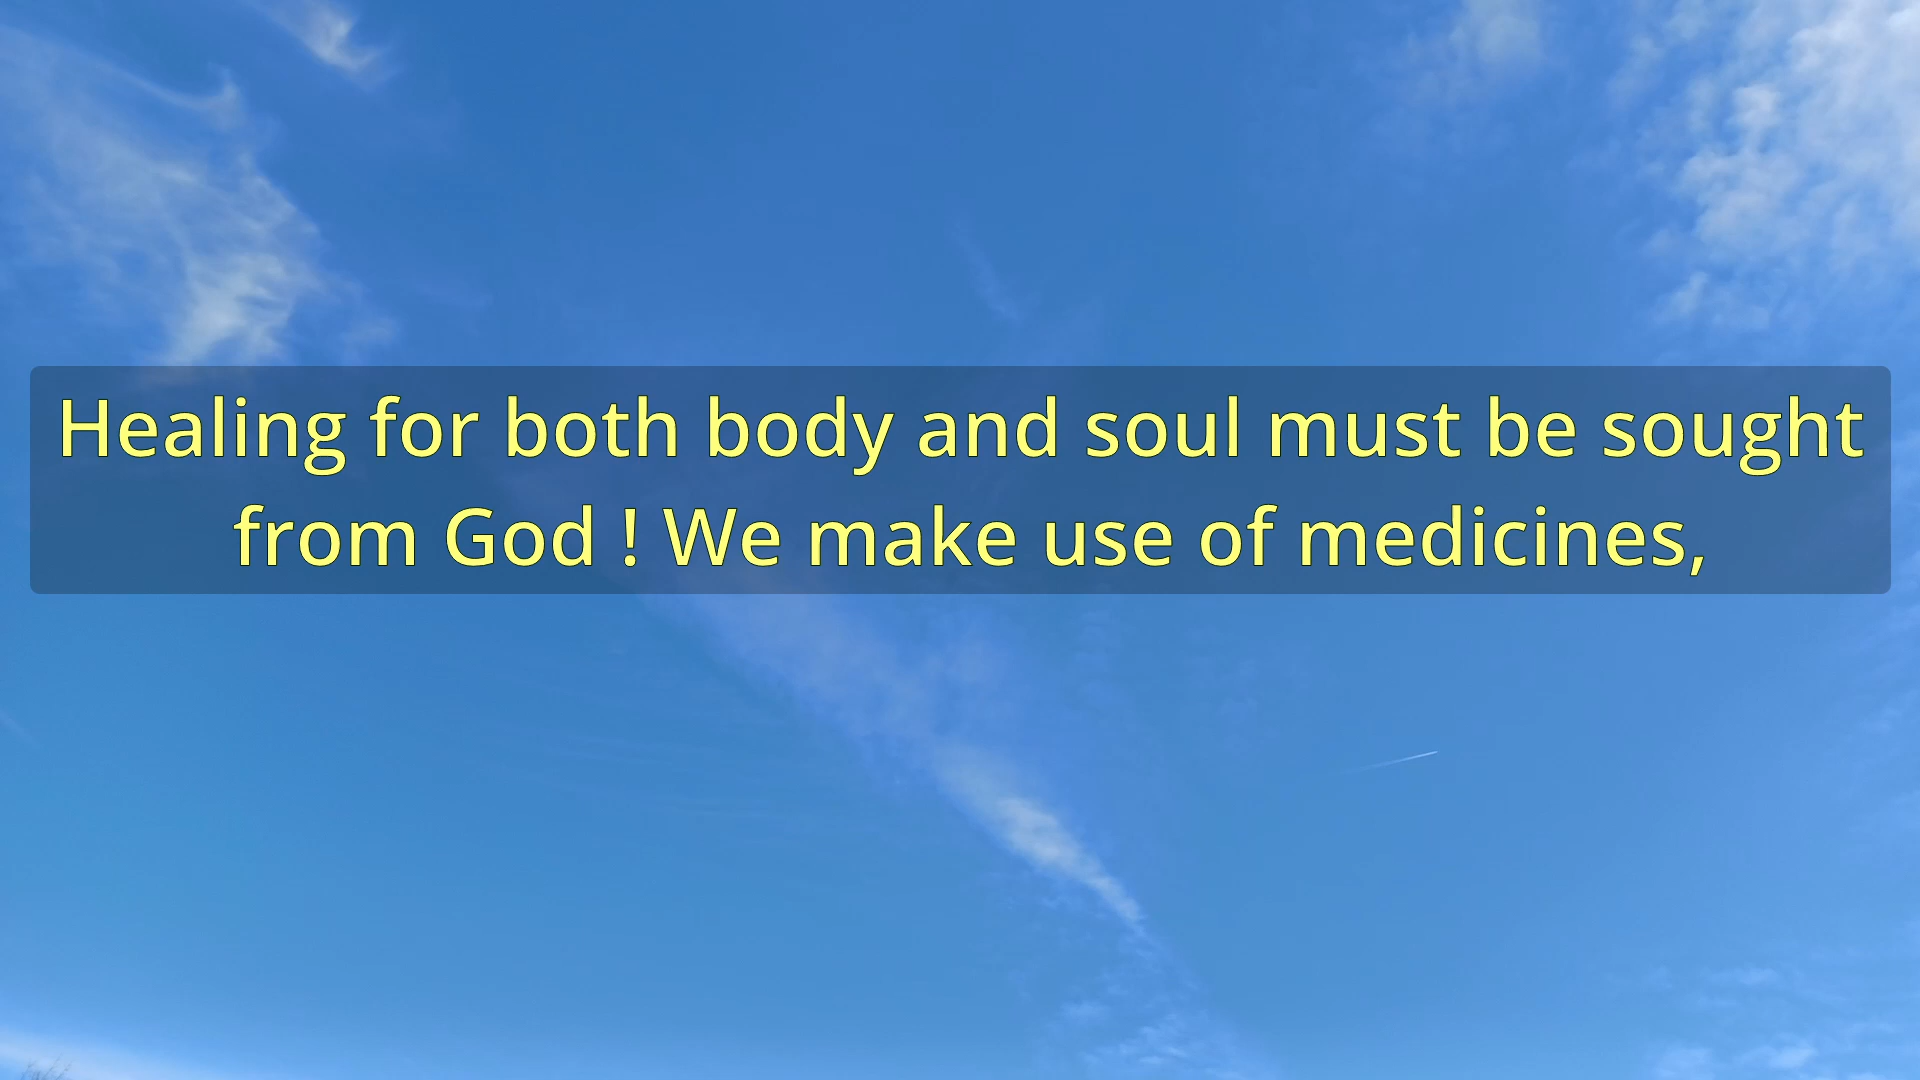 Healing for both body and soul must be sought
from God ! We make use of medicines,